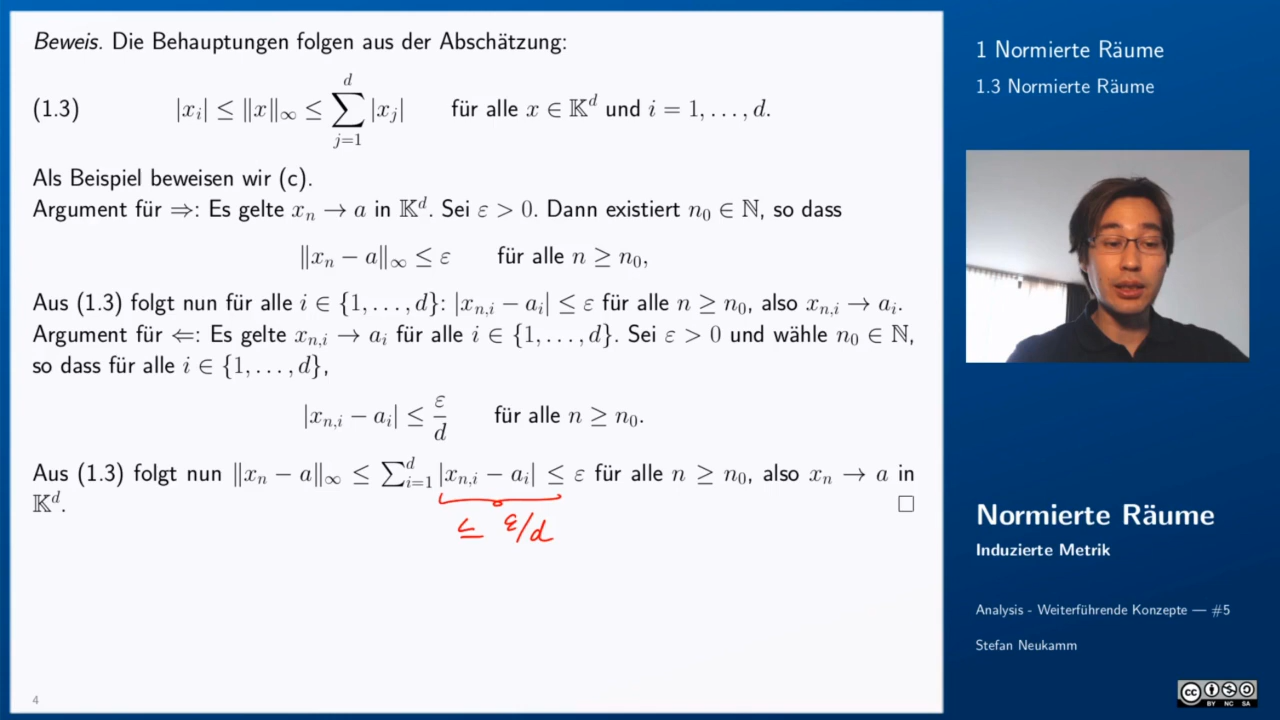 Beweis. Die Behauptungen folgen aus der Abschätzung:
(1.3) |x_i| ≤ ‖x‖_∞ ≤ ∑_{j=1}^{d} |x_j| für alle x ∈ 𝕂^d und i = 1, . . . , d.
Als Beispiel beweisen wir (c).
Argument für ⇒: Es gelte x_n → a in 𝕂^d. Sei ε > 0. Dann existiert n_0 ∈ ℕ, so dass
‖x_n − a‖_∞ ≤ ε für alle n ≥ n_0,
Aus (1.3) folgt nun für alle i ∈ {1, . . . , d}: |x_{n,i} − a_i| ≤ ε für alle n ≥ n_0, also x_{n,i} → a_i.
Argument für ⇐: Es gelte x_{n,i} → a_i für alle i ∈ {1, . . . , d}. Sei ε > 0 und wähle n_0 ∈ ℕ,
so dass für alle i ∈ {1, . . . , d},
|x_{n,i} − a_i| ≤ ε/d für alle n ≥ n_0.
Aus (1.3) folgt nun ‖x_n − a‖_∞ ≤ ∑_{i=1}^{d} |x_{n,i} − a_i| ≤ ε für alle n ≥ n_0, also x_n → a in
𝕂^d. □
≤ ε/d
4
1 Normierte Räume
1.3 Normierte Räume
Normierte Räume
Induzierte Metrik
Analysis - Weiterführende Konzepte — #5
Stefan Neukamm
cc
BY NC SA